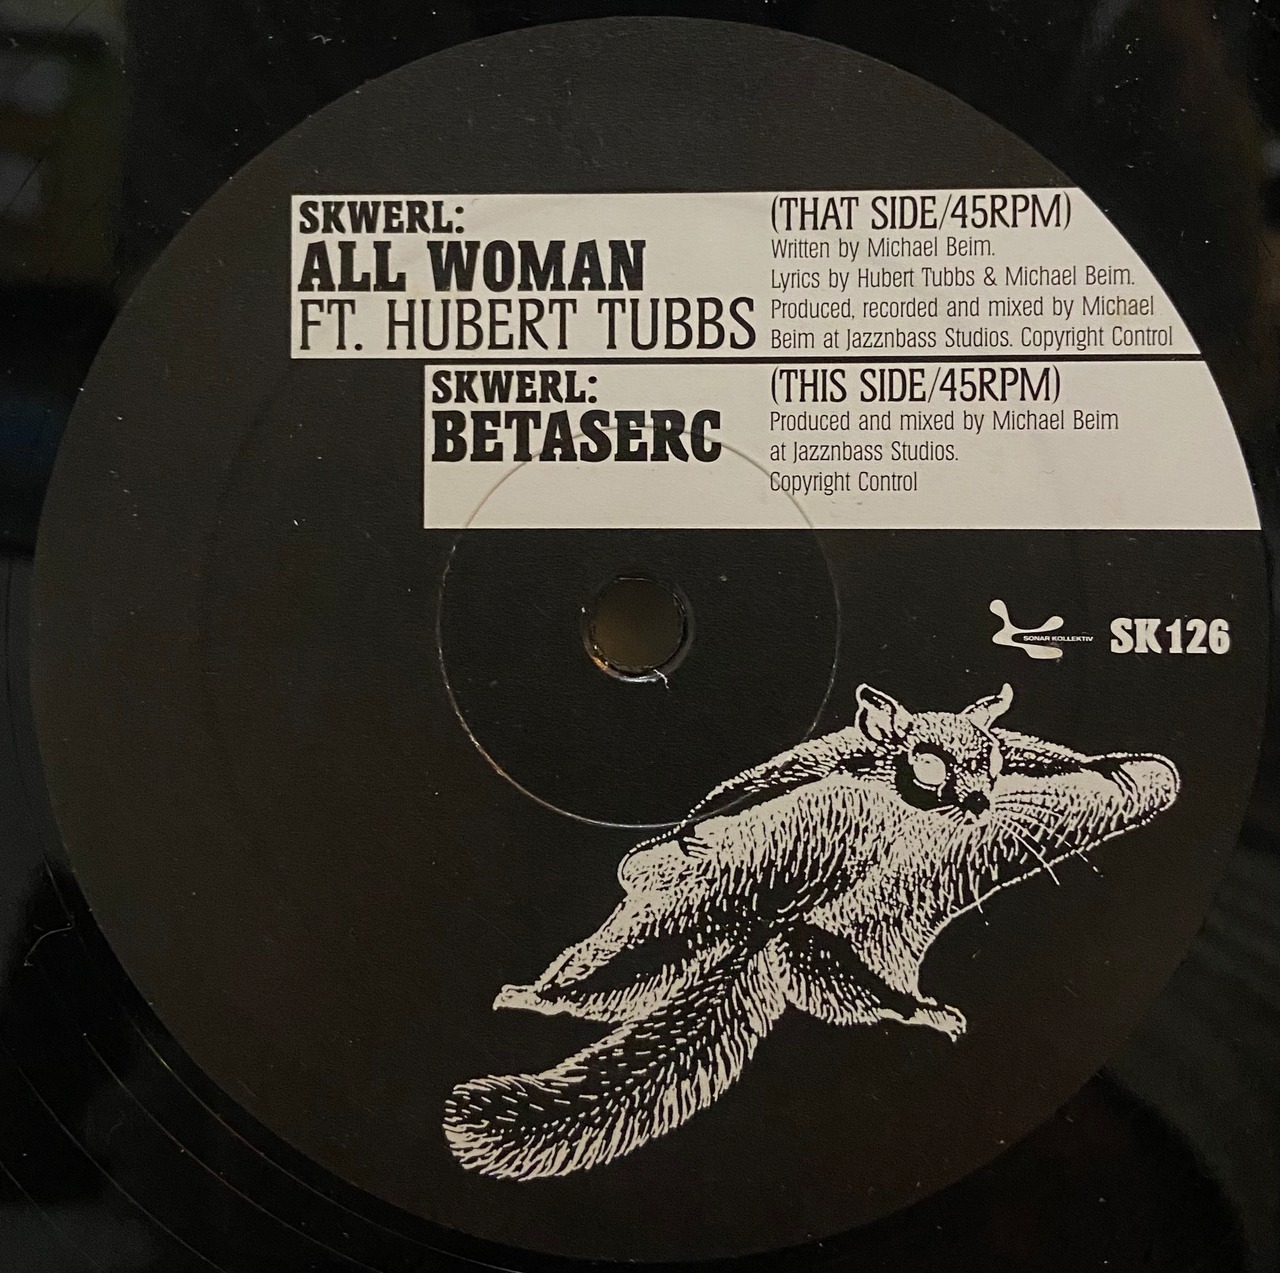 SKWERL:
ALL WOMAN
FT. HUBERT TUBBS
(THAT SIDE/45RPM)
Written by Michael Beim.
Lyrics by Hubert Tubbs & Michael Beim.
Produced, recorded and mixed by Michael
Beim at Jazznbass Studios. Copyright Control
SKWERL:
BETASERC
(THIS SIDE/45RPM)
Produced and mixed by Michael Beim
at Jazznbass Studios.
Copyright Control
SONAR KOLLEKTIV
SK126